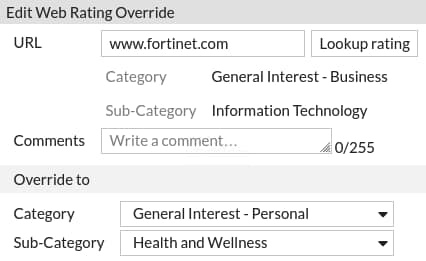 Edit Web Rating Override
URL www.fortinet.com Lookup rating
Category General Interest - Business
Sub-Category Information Technology
Comments Write a comment... 0/255
Override to
Category General Interest - Personal
Sub-Category Health and Wellness